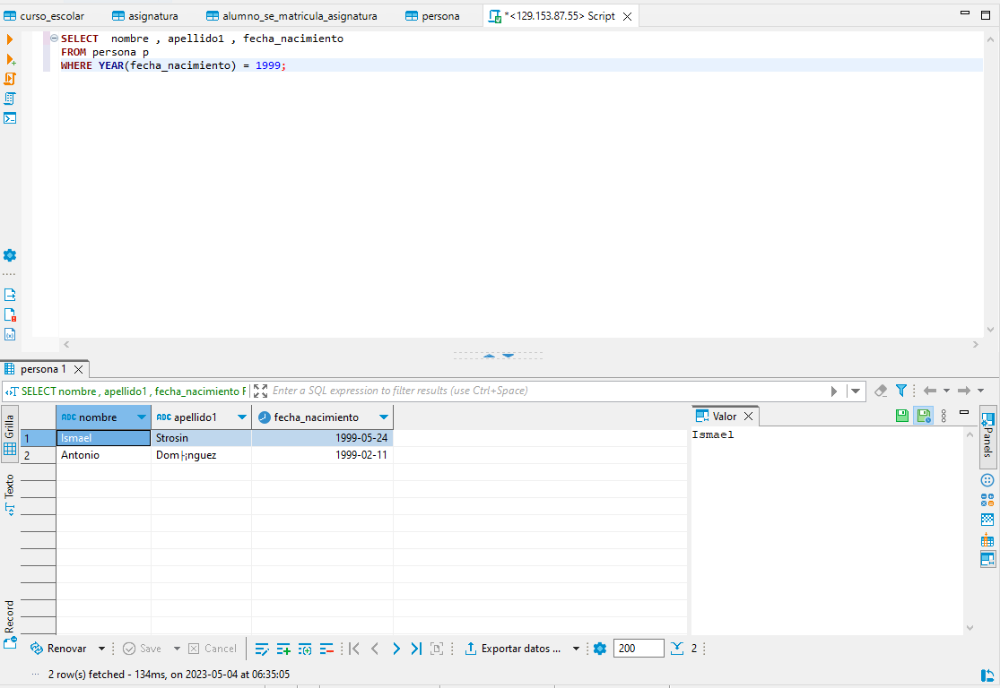 curso_escolar asignatura alumno_se_matricula_asignatura persona *<129.153.87.55> Script
SELECT  nombre , apellido1 , fecha_nacimiento
FROM persona p
WHERE YEAR(fecha_nacimiento) = 1999;
persona 1
SELECT nombre , apellido1 , fecha_nacimiento F Enter a SQL expression to filter results (use Ctrl+Space)
Grilla
Texto
Record
ABC nombre ABC apellido1 fecha_nacimiento
1 Ismael Strosin 1999-05-24
2 Antonio Dom├¡nguez 1999-02-11
Valor
Ismael
Panels
Renovar Save Cancel Exportar datos ... 200 2
2 row(s) fetched - 134ms, on 2023-05-04 at 06:35:05